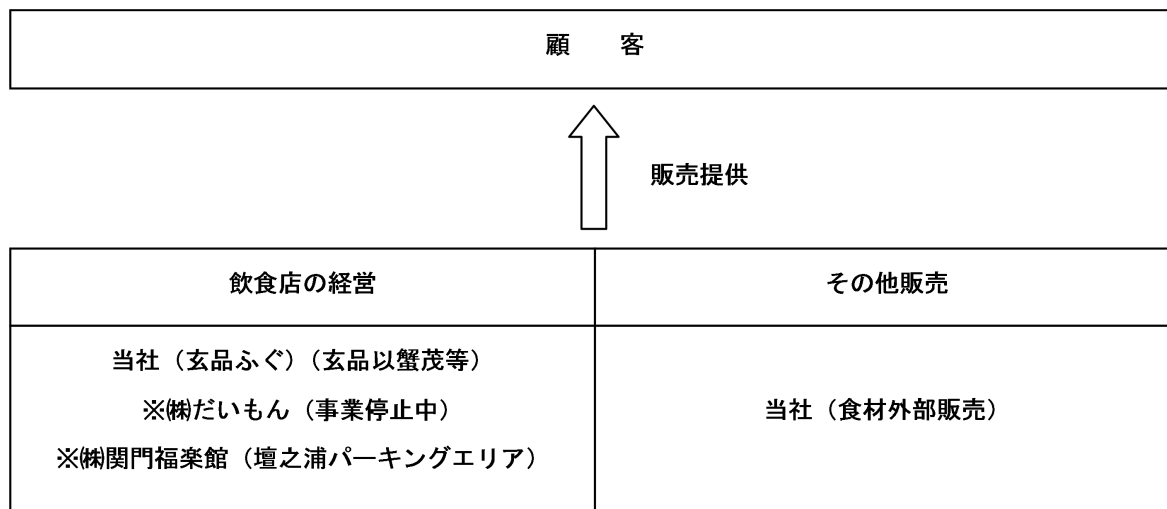 顧　　客
販売提供
飲食店の経営
その他販売
当社（玄品ふぐ）（玄品以蟹茂等）
※㈱だいもん（事業停止中）
※㈱関門福楽館（壇之浦パーキングエリア）
当社（食材外部販売）